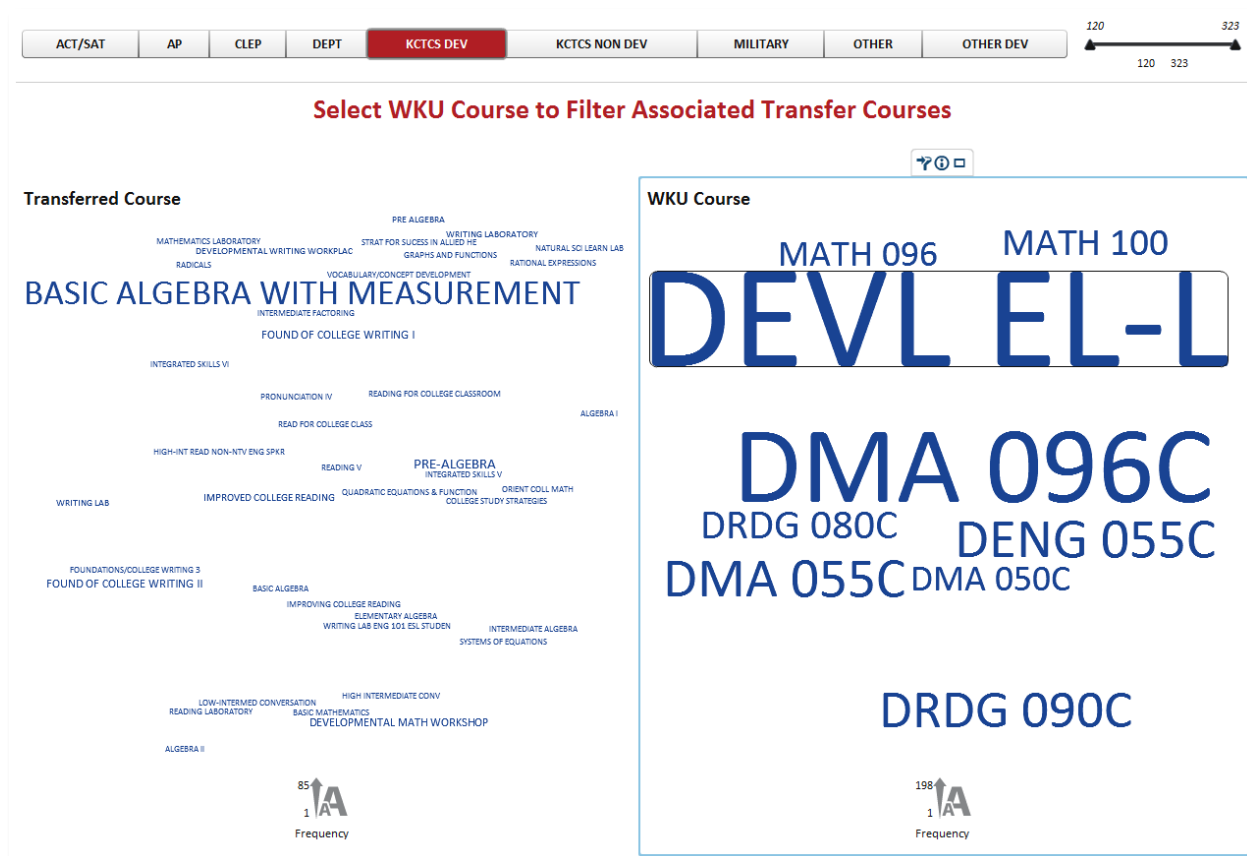 120 323
ACT/SAT AP CLEP DEPT KCTCS DEV KCTCS NON DEV MILITARY OTHER OTHER DEV
120 323
Select WKU Course to Filter Associated Transfer Courses
Transferred Course
PRE ALGEBRA
WRITING LABORATORY
MATHEMATICS LABORATORY
STRAT FOR SUCESS IN ALLIED HE
DEVELOPMENTAL WRITING WORKPLAC
NATURAL SCI LEARN LAB
GRAPHS AND FUNCTIONS
RADICALS
RATIONAL EXPRESSIONS
VOCABULARY/CONCEPT DEVELOPMENT
BASIC ALGEBRA WITH MEASUREMENT
INTERMEDIATE FACTORING
FOUND OF COLLEGE WRITING I
INTEGRATED SKILLS VI
PRONUNCIATION IV
READING FOR COLLEGE CLASSROOM
ALGEBRA I
READ FOR COLLEGE CLASS
HIGH-INT READ NON-NTV ENG SPKR
READING V
PRE-ALGEBRA
INTEGRATED SKILLS V
IMPROVED COLLEGE READING
QUADRATIC EQUATIONS & FUNCTION
ORIENT COLL MATH
WRITING LAB
COLLEGE STUDY STRATEGIES
FOUNDATIONS/COLLEGE WRITING 3
FOUND OF COLLEGE WRITING II
BASIC ALGEBRA
IMPROVING COLLEGE READING
ELEMENTARY ALGEBRA
WRITING LAB ENG 101 ESL STUDEN
INTERMEDIATE ALGEBRA
SYSTEMS OF EQUATIONS
HIGH INTERMEDIATE CONV
LOW-INTERMED CONVERSATION
READING LABORATORY
BASIC MATHEMATICS
DEVELOPMENTAL MATH WORKSHOP
ALGEBRA II
85
1
Frequency
WKU Course
MATH 096
MATH 100
DEVL EL-L
DMA 096C
DRDG 080C
DENG 055C
DMA 055C
DMA 050C
DRDG 090C
198
1
Frequency